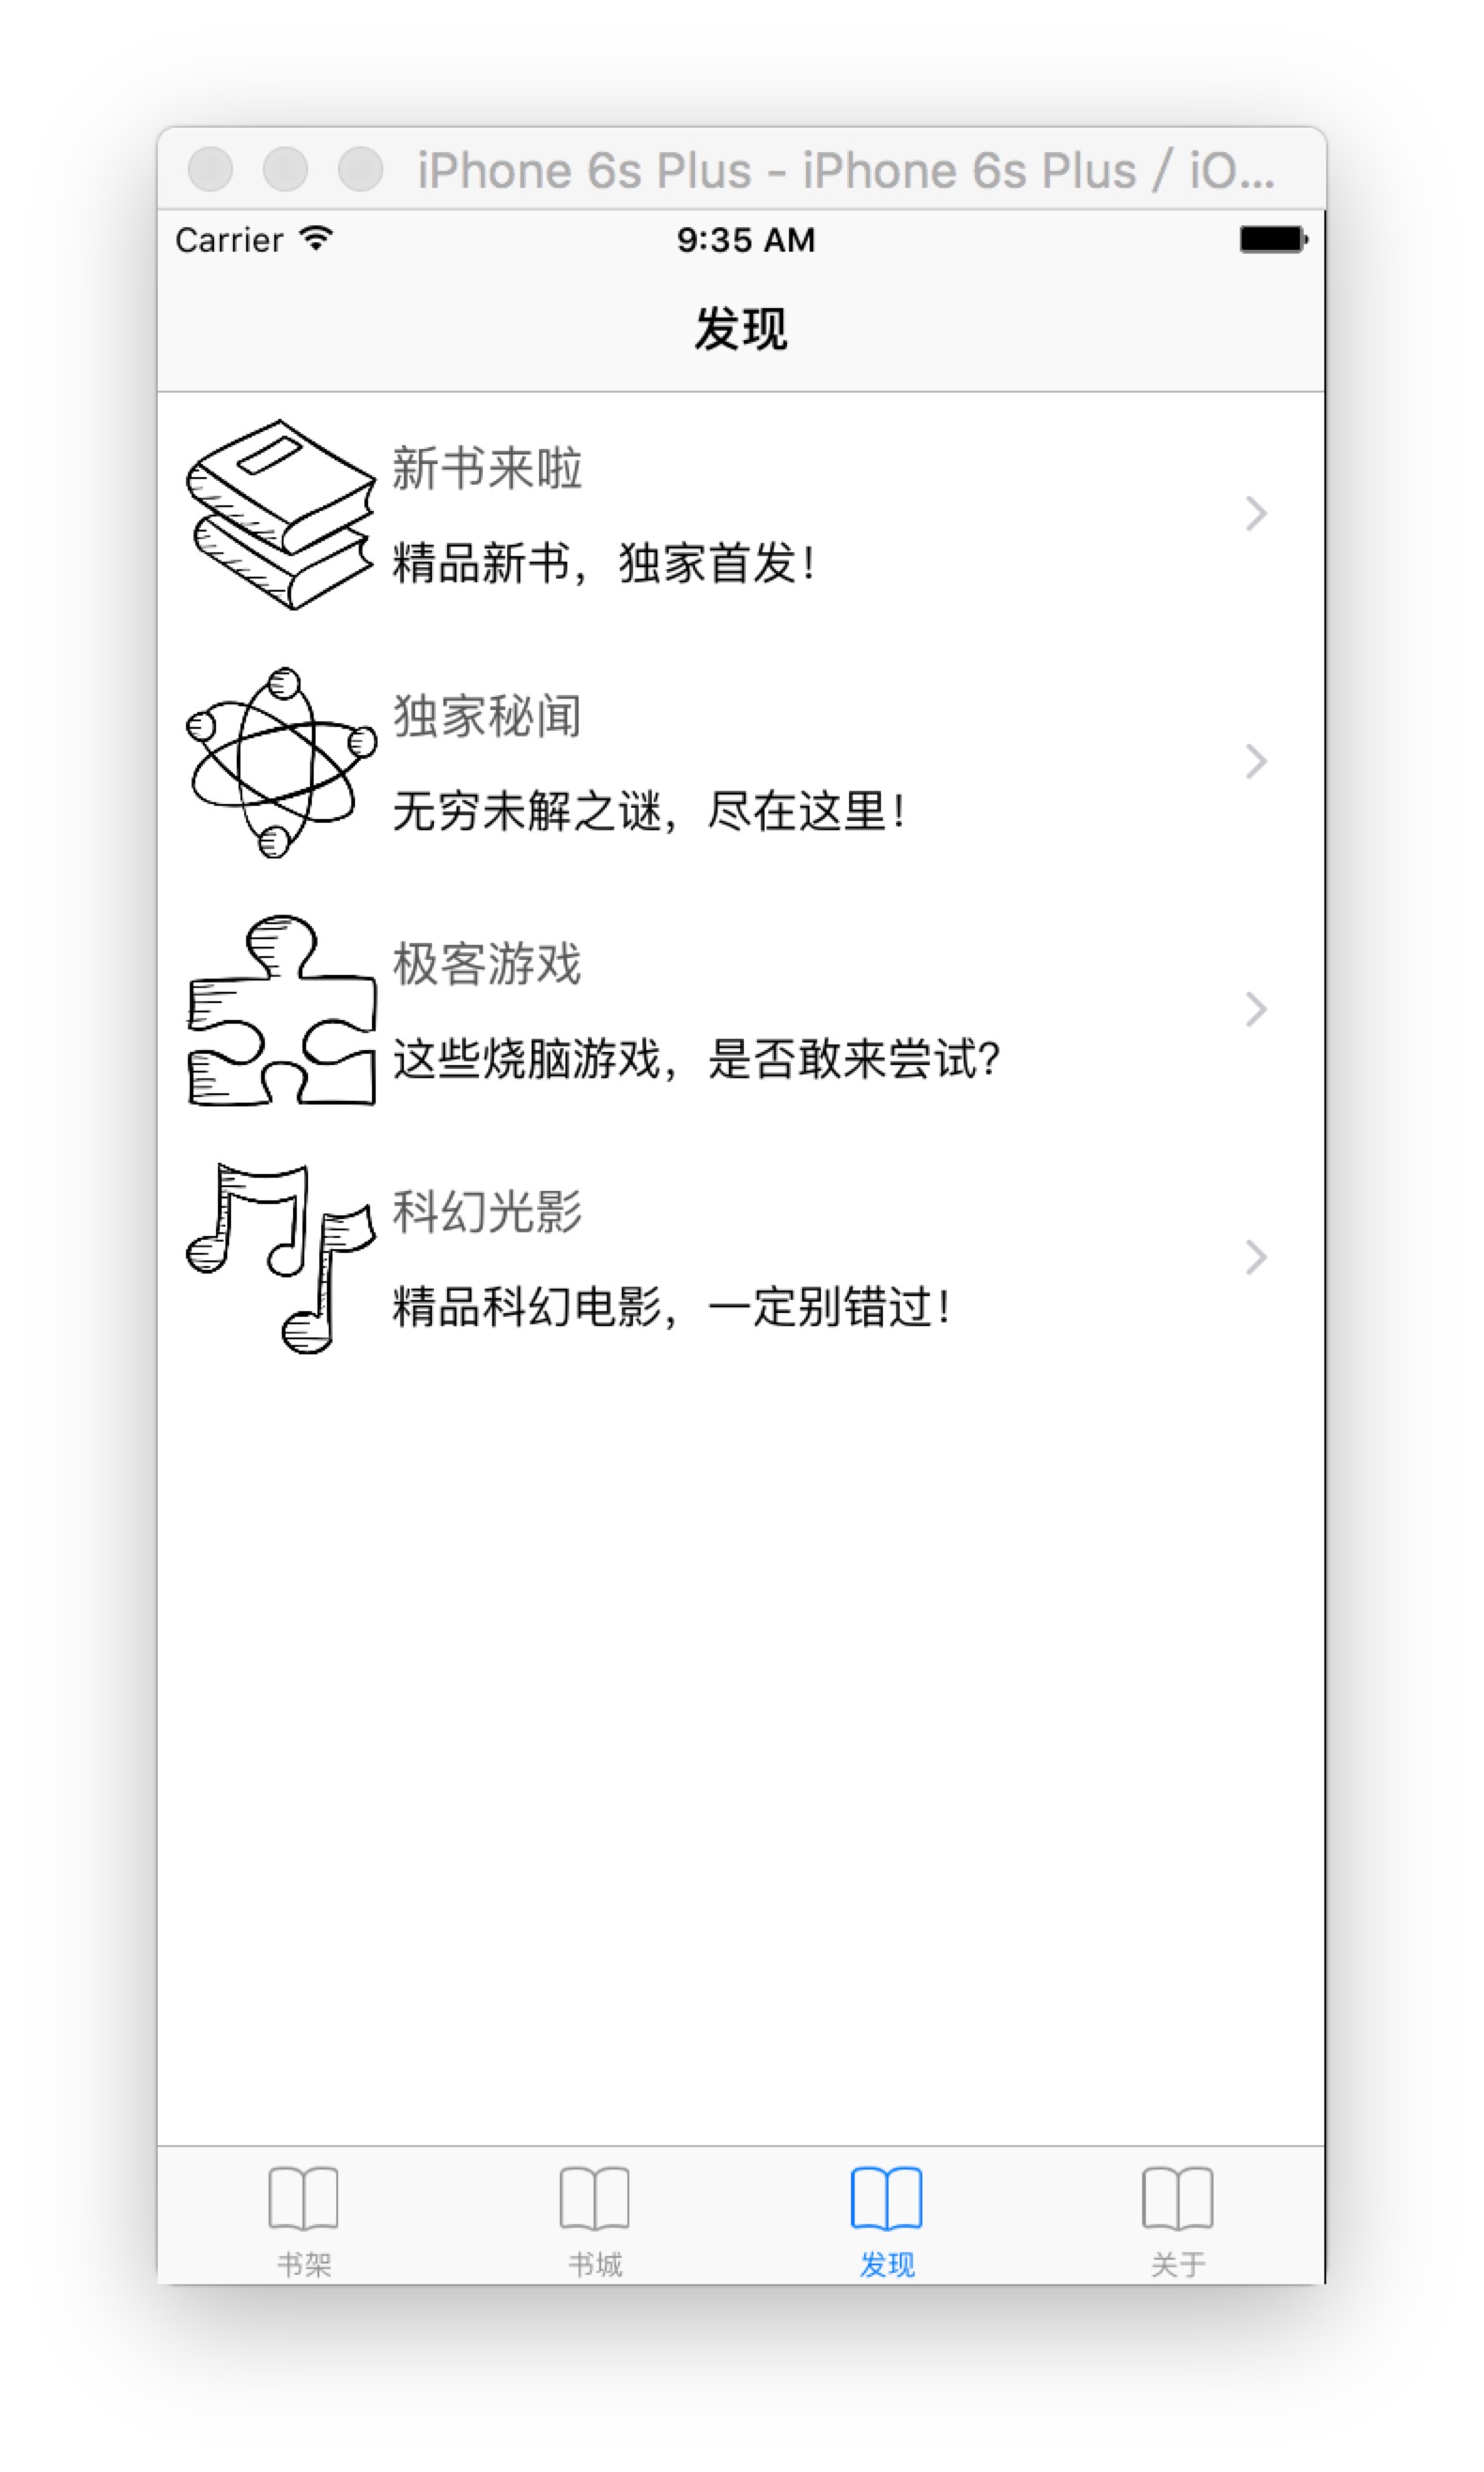 iPhone 6s Plus - iPhone 6s Plus / iO...
Carrier 9:35 AM
发现
新书来啦
精品新书，独家首发！
独家秘闻
无穷未解之谜，尽在这里！
极客游戏
这些烧脑游戏，是否敢来尝试？
科幻光影
精品科幻电影，一定别错过！
书架 书城 发现 关于